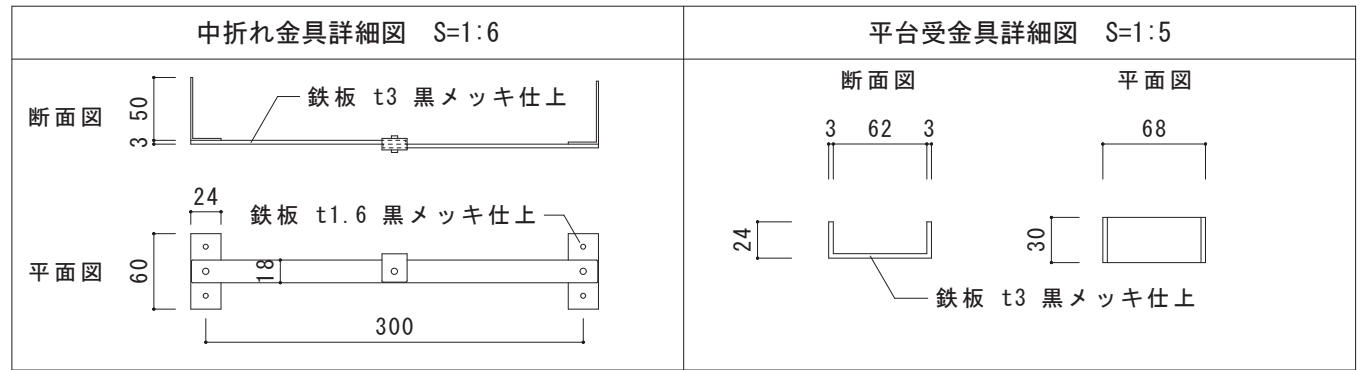 中折れ金具詳細図 S=1:6
断面図
50
3
鉄板 t3 黒メッキ仕上
平面図
24
鉄板 t1.6 黒メッキ仕上
60
18
300
平台受金具詳細図 S=1:5
断面図
平面図
3 62 3
68
24
30
鉄板 t3 黒メッキ仕上